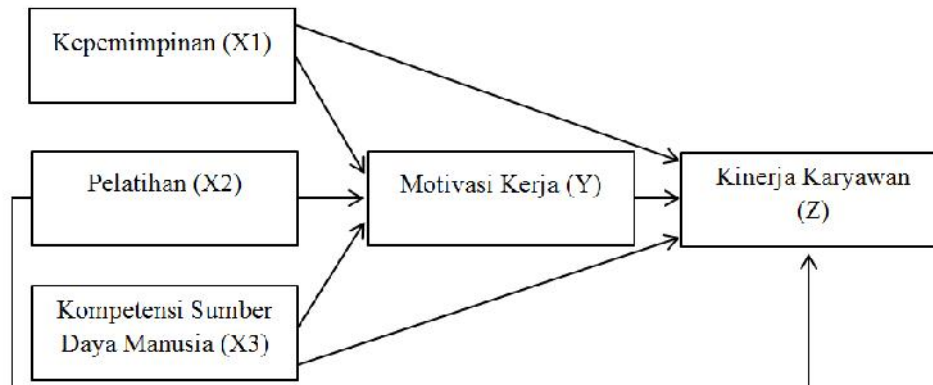 Kepemimpinan (X1)
Pelatihan (X2)
Motivasi Kerja (Y)
Kinerja Karyawan
(Z)
Kompetensi Sumber
Daya Manusia (X3)